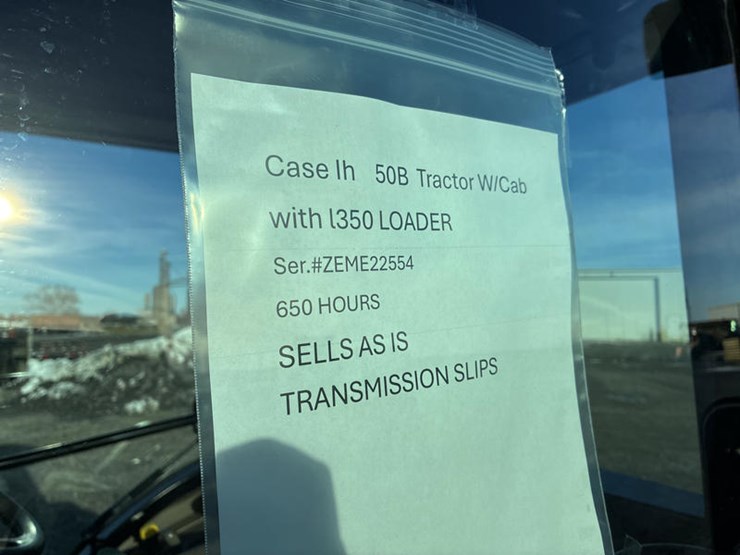 Case Ih 50B Tractor W/Cab
with l350 LOADER
Ser.#ZEME22554
650 HOURS
SELLS AS IS
TRANSMISSION SLIPS